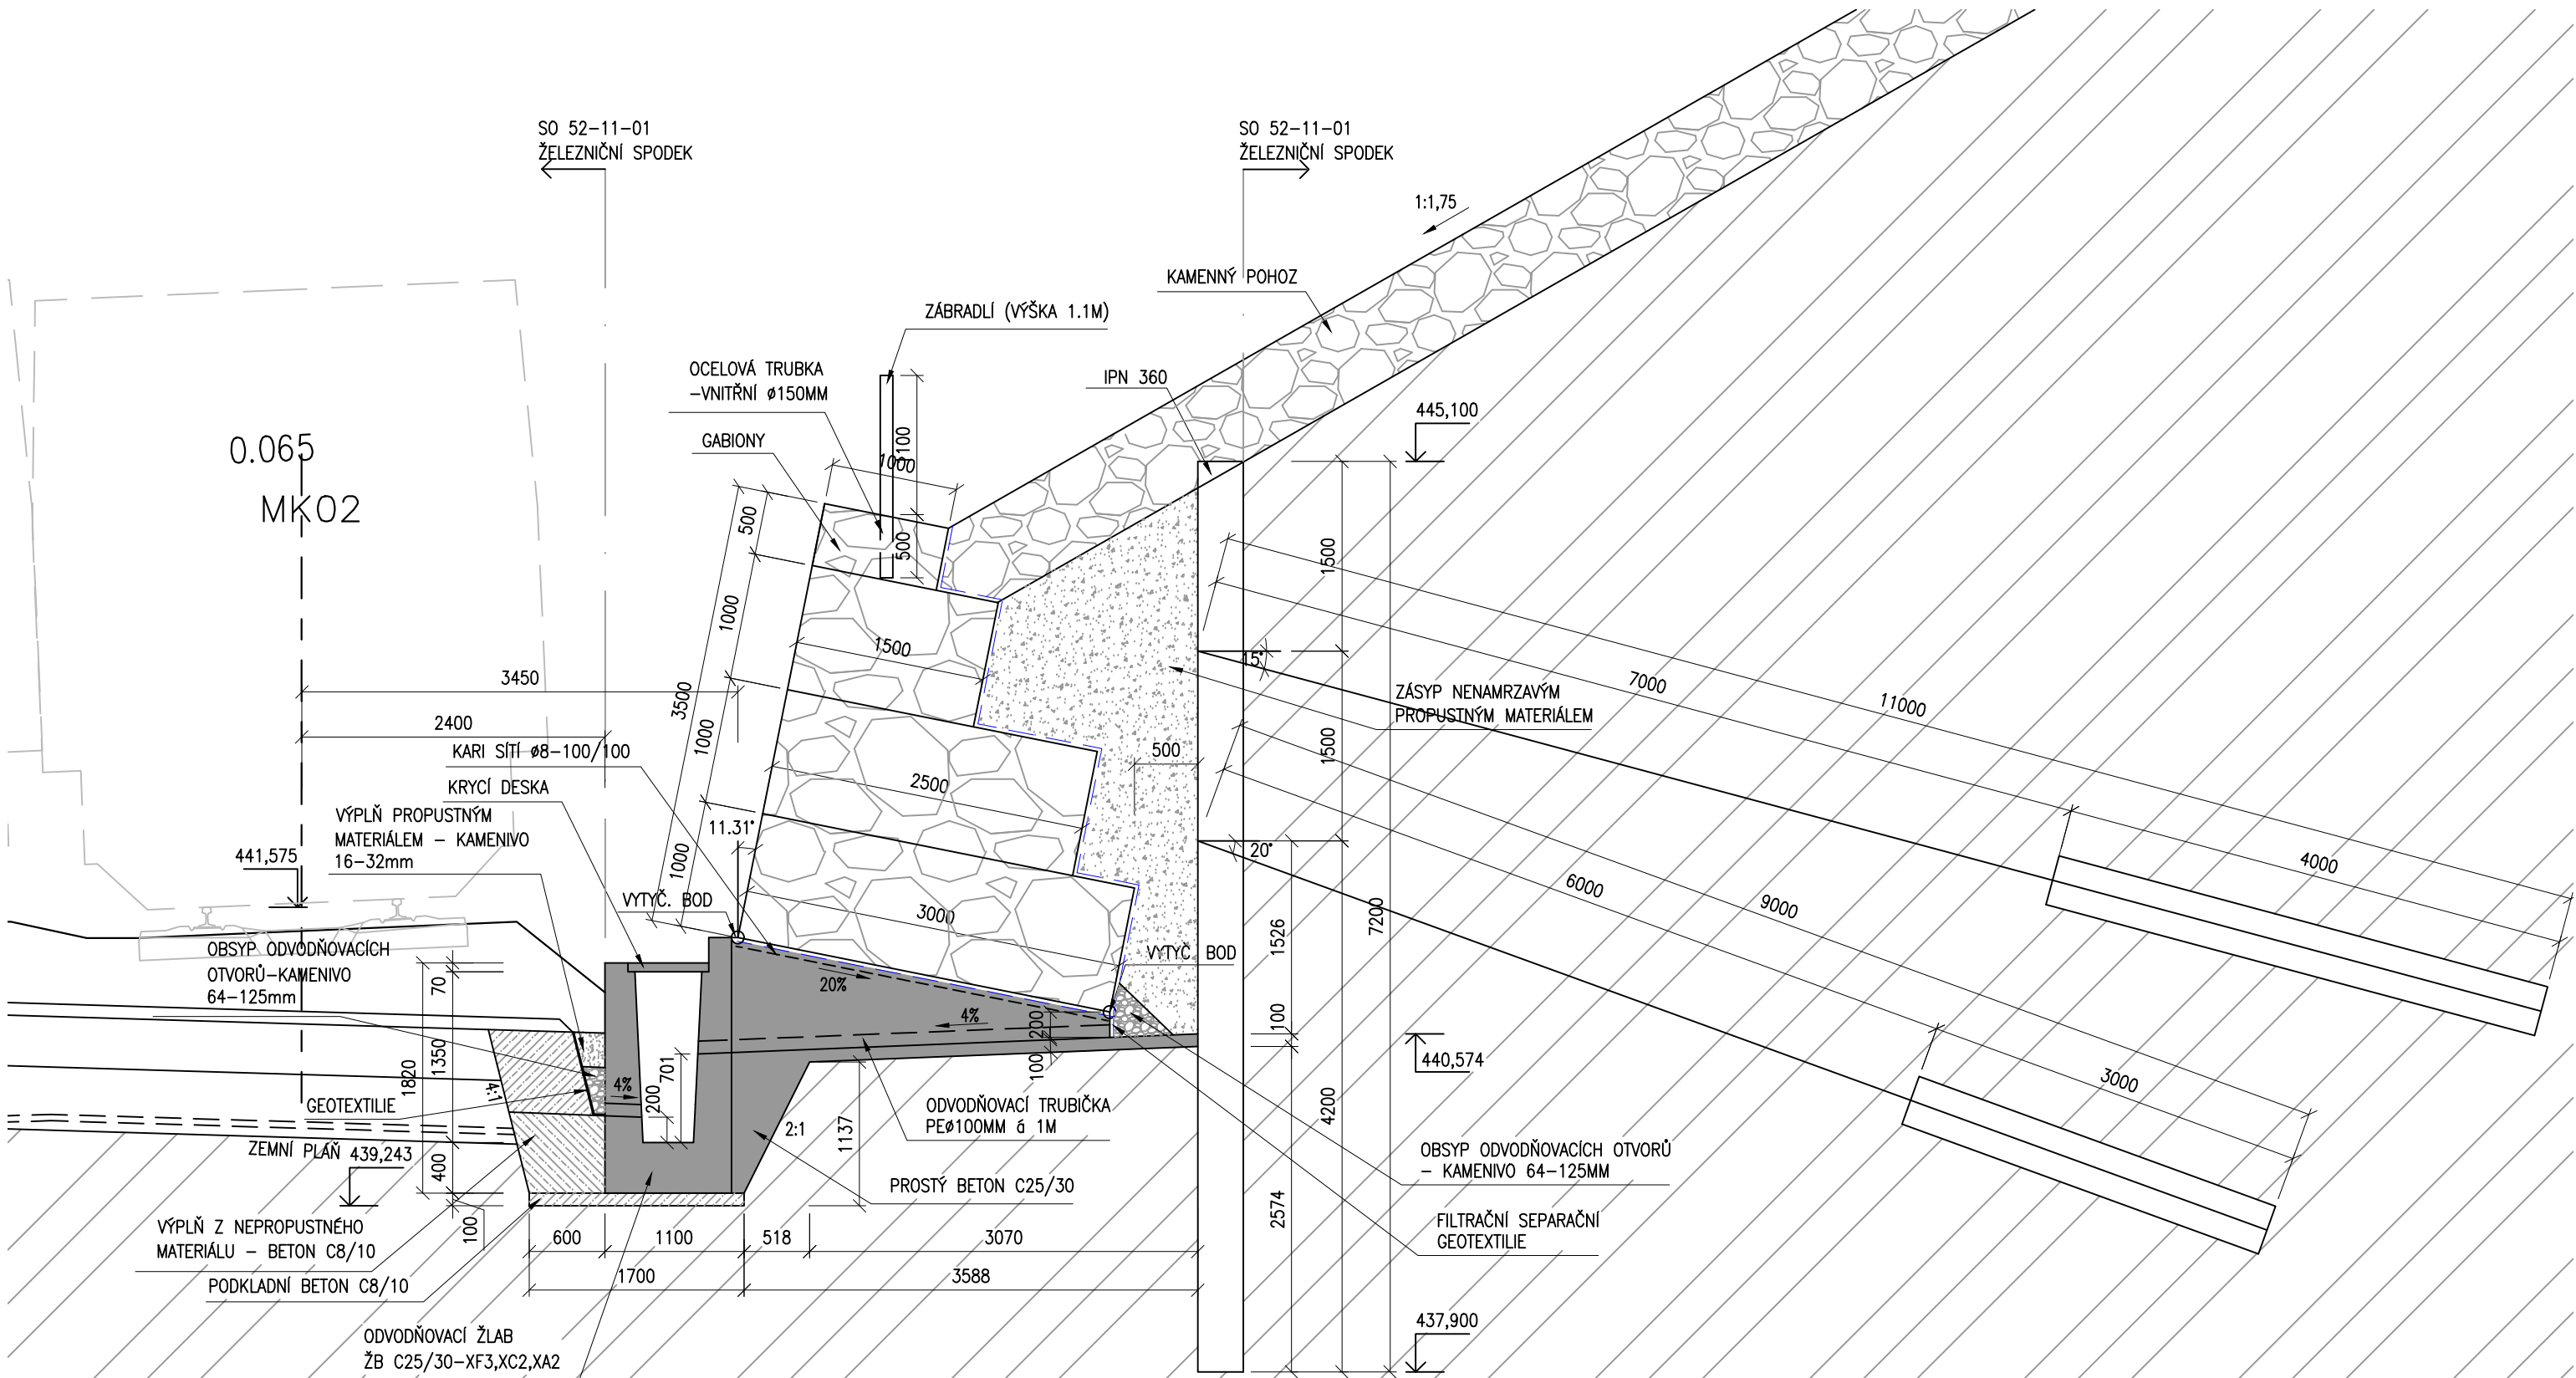 SO 52-11-01
ŽELEZNIČNÍ SPODEK
SO 52-11-01
ŽELEZNIČNÍ SPODEK
1:1,75
KAMENNÝ POHOZ
ZÁBRADLÍ (VÝŠKA 1.1M)
OCELOVÁ TRUBKA
-VNITŘNÍ ø150MM
IPN 360
445,100
GABIONY
0.065
MK02
1100
1000
500
500
1000
1500
1500
15°
7000
11000
3500
3450
2400
ZÁSYP NENAMRZAVÝM
PROPUSTNÝM MATERIÁLEM
1500
1000
500
KARI SÍTÍ ø8-100/100
KRYCÍ DESKA
2500
VÝPLŇ PROPUSTNÝM
MATERIÁLEM - KAMENIVO
16-32mm
11.31°
1000
441,575
20°
6000
9000
4000
VYTYČ. BOD
3000
7200
1526
VYTYČ BOD
OBSYP ODVODŇOVACÍCH
OTVORŮ-KAMENIVO
64-125mm
70
20%
4%
200
100
100
440,574
1820
1350
701
200
4%
4:1
3000
GEOTEXTILIE
ODVODŇOVACÍ TRUBIČKA
PEø100MM á 1M
2:1
1137
4200
ZEMNÍ PLÁŇ 439,243
400
OBSYP ODVODŇOVACÍCH OTVORŮ
- KAMENIVO 64-125MM
PROSTÝ BETON C25/30
2574
VÝPLŇ Z NEPROPUSTNÉHO
MATERIÁLU - BETON C8/10
100
600
1100
518
3070
FILTRAČNÍ SEPARAČNÍ
GEOTEXTILIE
PODKLADNÍ BETON C8/10
1700
3588
437,900
ODVODŇOVACÍ ŽLAB
ŽB C25/30-XF3,XC2,XA2